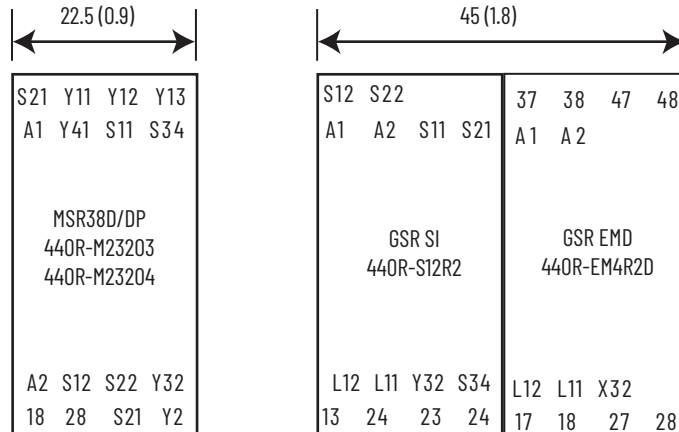 22.5 (0.9)
45 (1.8)
S21 Y11 Y12 Y13
A1 Y41 S11 S34
MSR38D/DP
440R-M23203
440R-M23204
A2 S12 S22 Y32
18 28 S21 Y2
S12 S22
A1 A2 S11 S21
GSR SI
440R-S12R2
L12 L11 Y32 S34
13 24 23 24
37 38 47 48
A1 A2
GSR EMD
440R-EM4R2D
L12 L11 X32
17 18 27 28